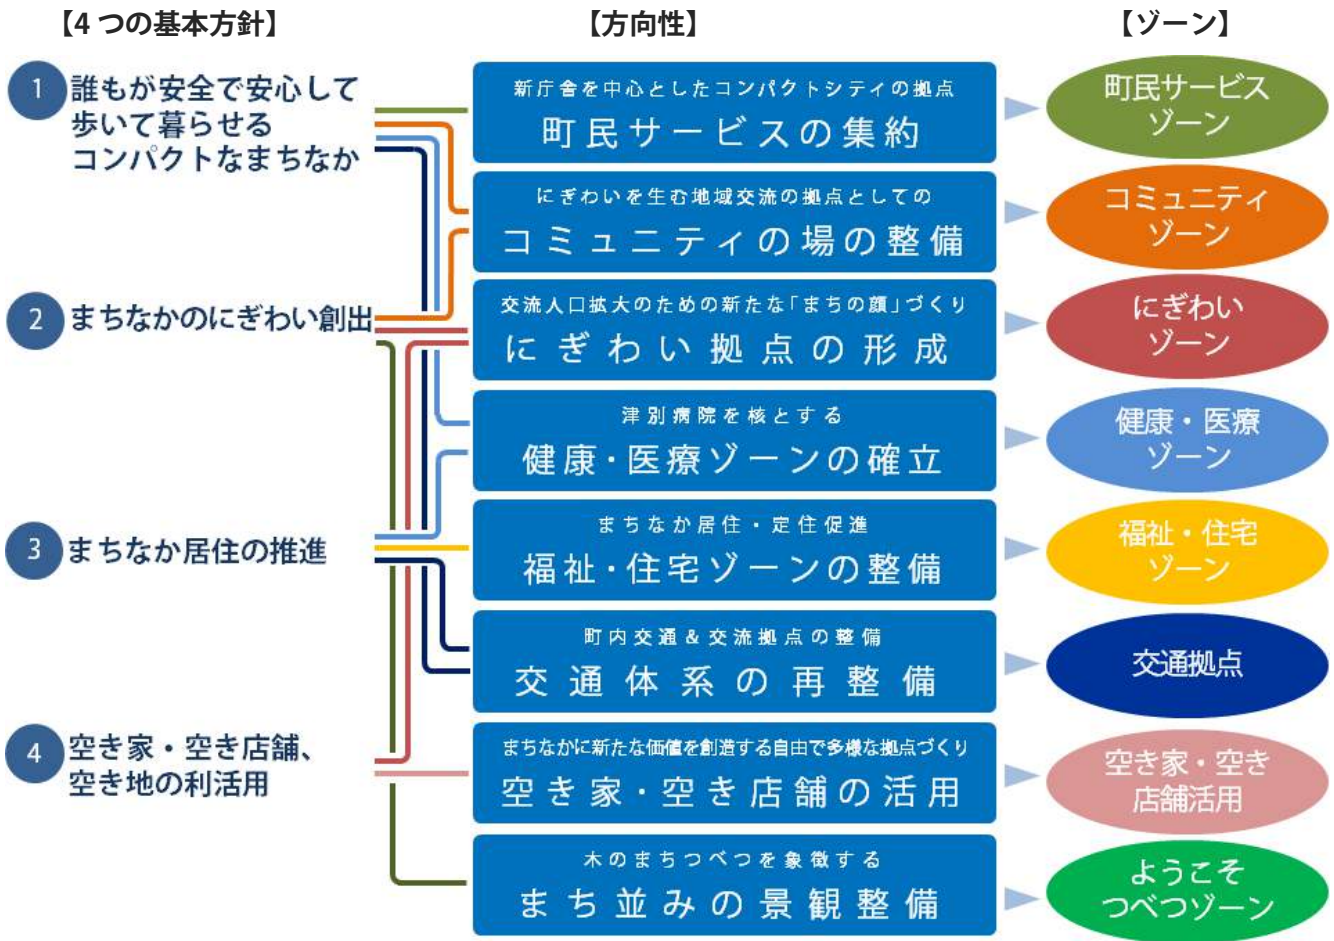 【4つの基本方針】
【方向性】
【ゾーン】
1
誰もが安全で安心して
歩いて暮らせる
コンパクトなまちなか
2
まちなかのにぎわい創出
3
まちなか居住の推進
4
空き家・空き店舗、
空き地の利活用
新庁舎を中心としたコンパクトシティの拠点
町民サービスの集約
にぎわいを生む地域交流の拠点としての
コミュニティの場の整備
交流人口拡大のための新たな「まちの顔」づくり
にぎわい拠点の形成
津別病院を核とする
健康・医療ゾーンの確立
まちなか居住・定住促進
福祉・住宅ゾーンの整備
町内交通&交流拠点の整備
交通体系の再整備
まちなかに新たな価値を創造する自由で多様な拠点づくり
空き家・空き店舗の活用
木のまちつべつを象徴する
まち並みの景観整備
町民サービス
ゾーン
コミュニティ
ゾーン
にぎわい
ゾーン
健康・医療
ゾーン
福祉・住宅
ゾーン
交通拠点
空き家・空き
店舗活用
ようこそ
つべつゾーン